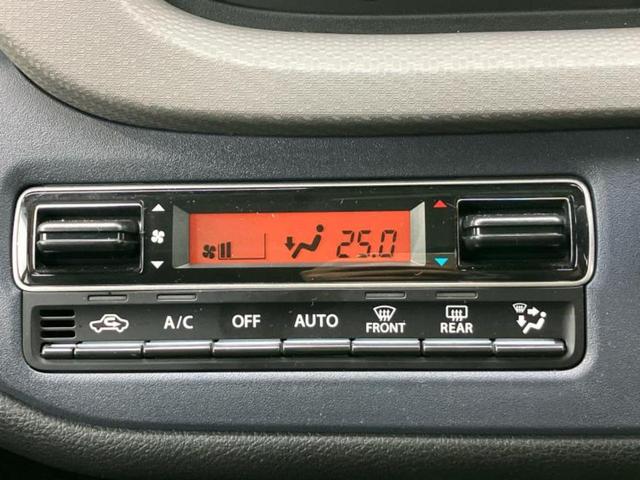 25.0
A/C OFF AUTO FRONT REAR